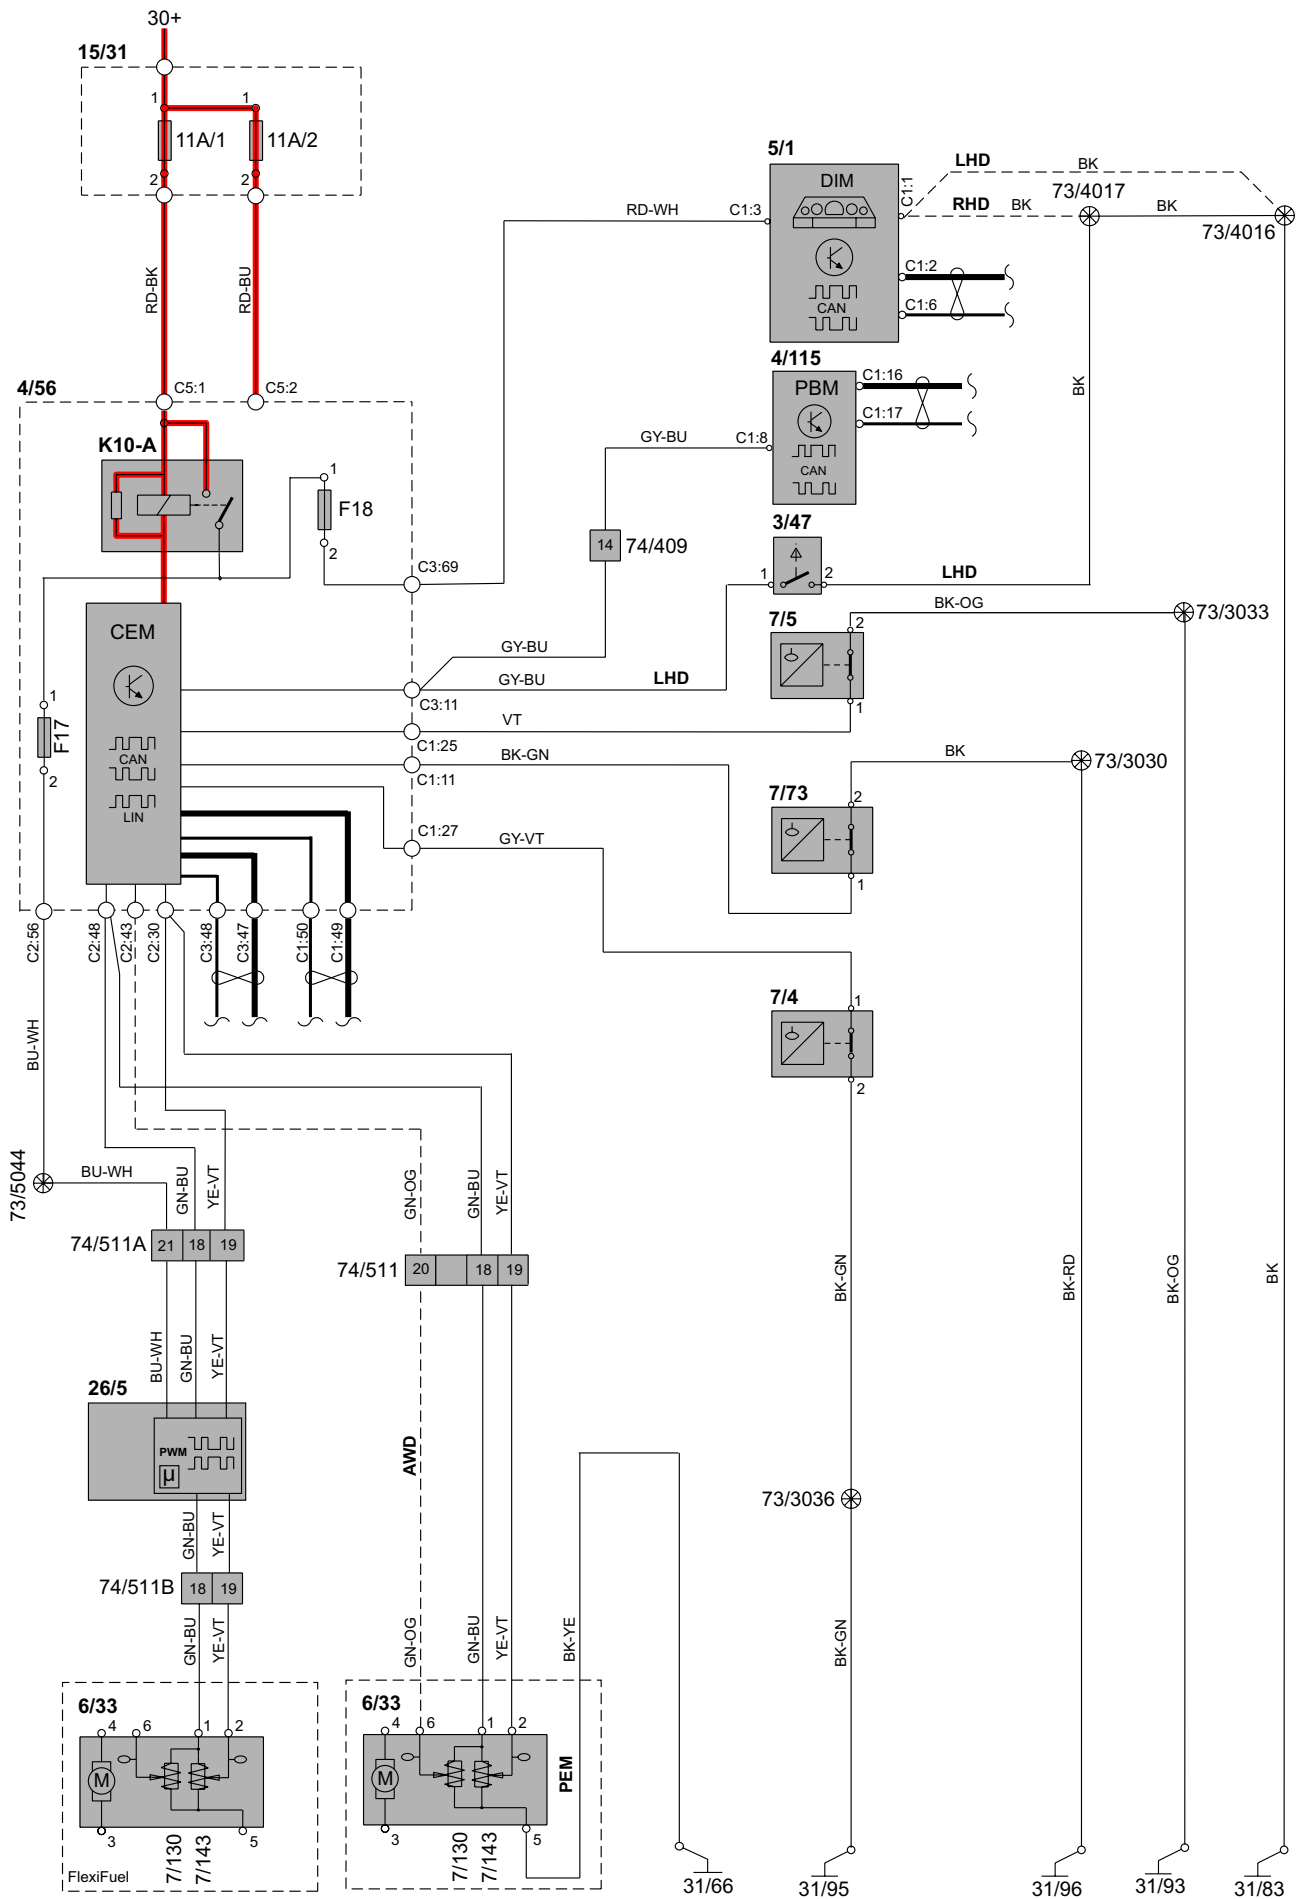 30+
15/31
1
1
11A/1
11A/2
2
2
RD-BK
RD-BU
4/56
C5:1
C5:2
K10-A
1
F18
2
C3:69
CEM
CAN
LIN
1
F17
2
C3:11
C1:25
C1:11
C1:27
C2:56
C2:48
C2:43
C2:30
C3:48
C3:47
C1:50
C1:49
RD-WH
C1:3
5/1
DIM
CAN
C1:1
C1:2
C1:6
LHD
BK
RHD
BK
73/4017
BK
73/4016
4/115
PBM
CAN
C1:16
C1:17
GY-BU
C1:8
BK
14
74/409
3/47
1
2
LHD
GY-BU
GY-BU
LHD
VT
BK-GN
GY-VT
7/5
2
1
BK-OG
73/3033
7/73
2
1
BK
73/3030
7/4
1
2
BU-WH
73/5044
BU-WH
GN-BU
YE-VT
GN-OG
GN-BU
YE-VT
74/511A
21
18
19
74/511
20
18
19
BK-GN
BK-RD
BK-OG
BK
BU-WH
GN-BU
YE-VT
26/5
PWM
µ
AWD
73/3036
GN-BU
YE-VT
74/511B
18
19
GN-BU
YE-VT
GN-OG
GN-BU
YE-VT
BK-YE
BK-GN
6/33
4
6
1
2
M
3
5
7/130
7/143
FlexiFuel
6/33
4
6
1
2
M
3
5
PEM
7/130
7/143
31/66
31/95
31/96
31/93
31/83